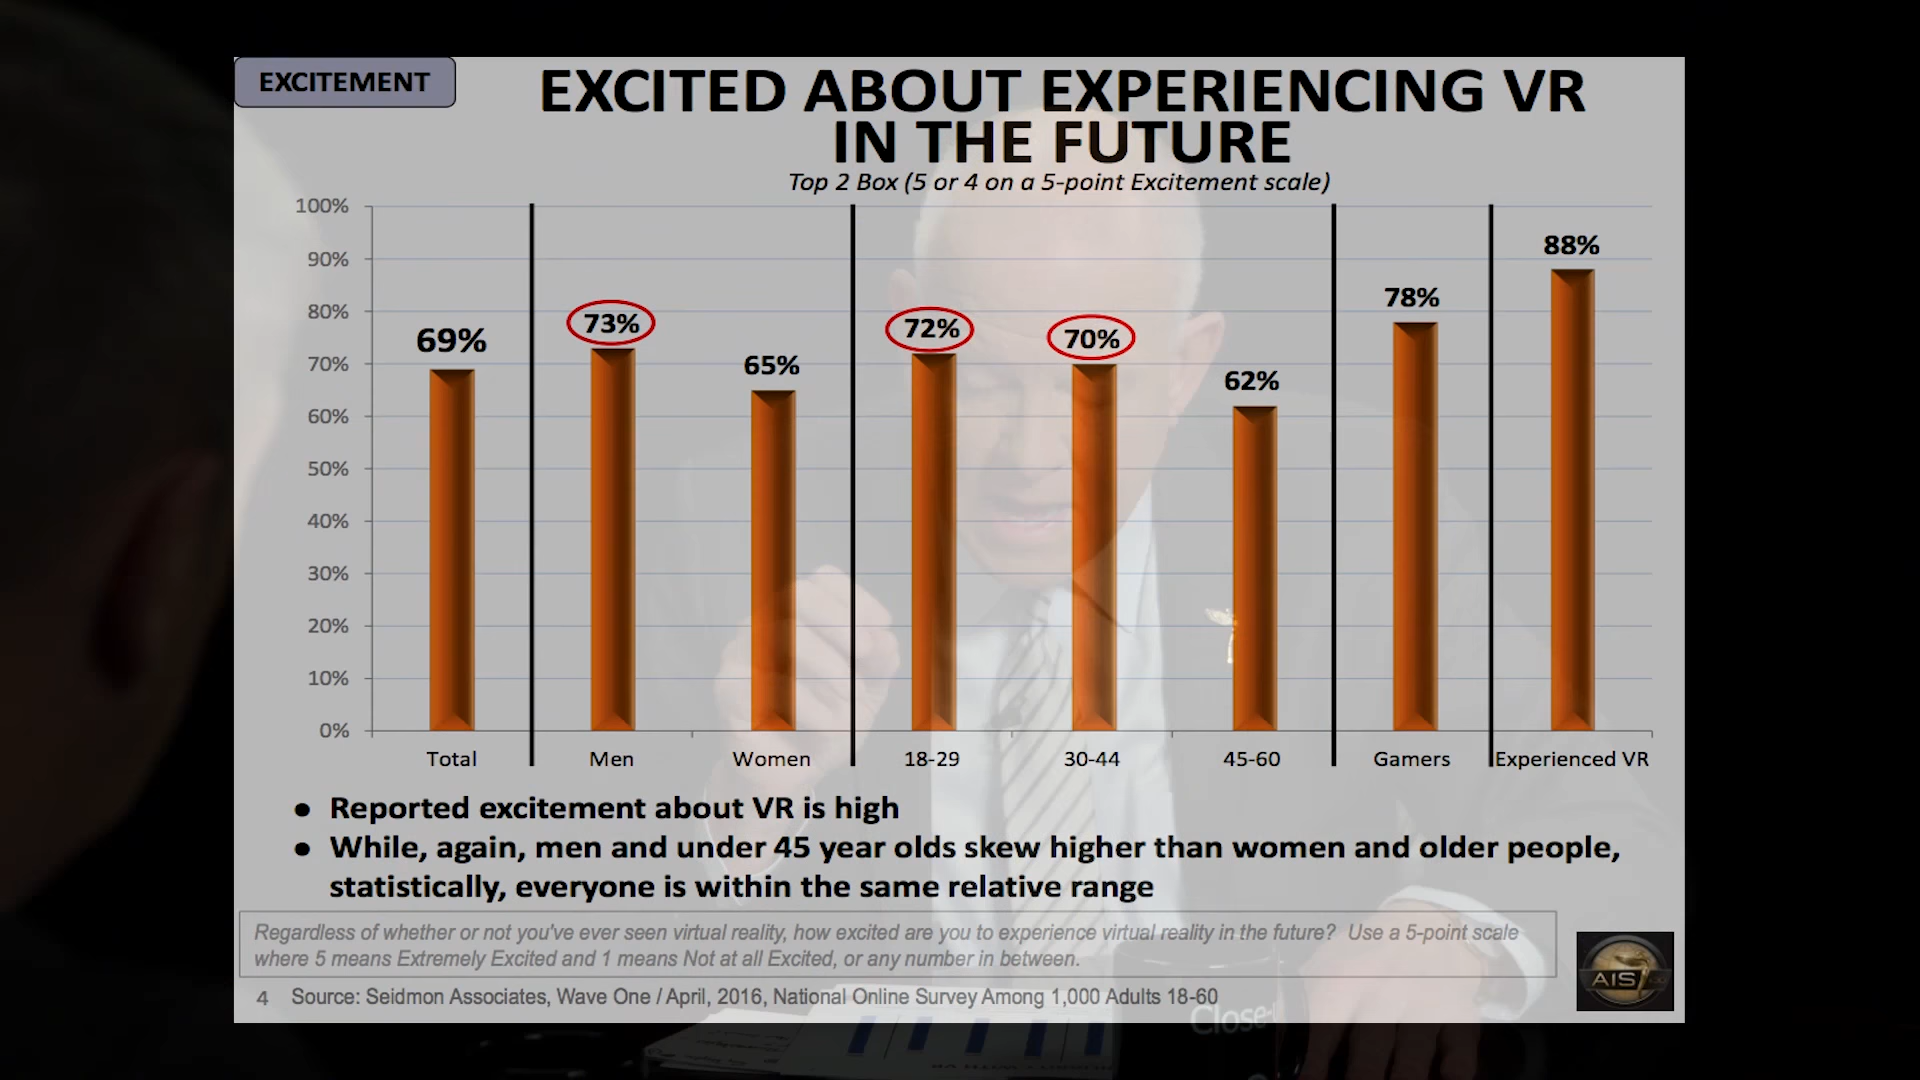 EXCITEMENT
EXCITED ABOUT EXPERIENCING VR
IN THE FUTURE
Top 2 Box (5 or 4 on a 5-point Excitement scale)
100%
90%
80%
70%
60%
50%
40%
30%
20%
10%
0%
69%
73%
65%
72%
70%
62%
78%
88%
Total
Men
Women
18-29
30-44
45-60
Gamers
Experienced VR
● Reported excitement about VR is high
● While, again, men and under 45 year olds skew higher than women and older people,
statistically, everyone is within the same relative range
Regardless of whether or not you've ever seen virtual reality, how excited are you to experience virtual reality in the future? Use a 5-point scale
where 5 means Extremely Excited and 1 means Not at all Excited, or any number in between.
AIS
4 Source: Seidmon Associates, Wave One / April, 2016, National Online Survey Among 1,000 Adults 18-60
Close-